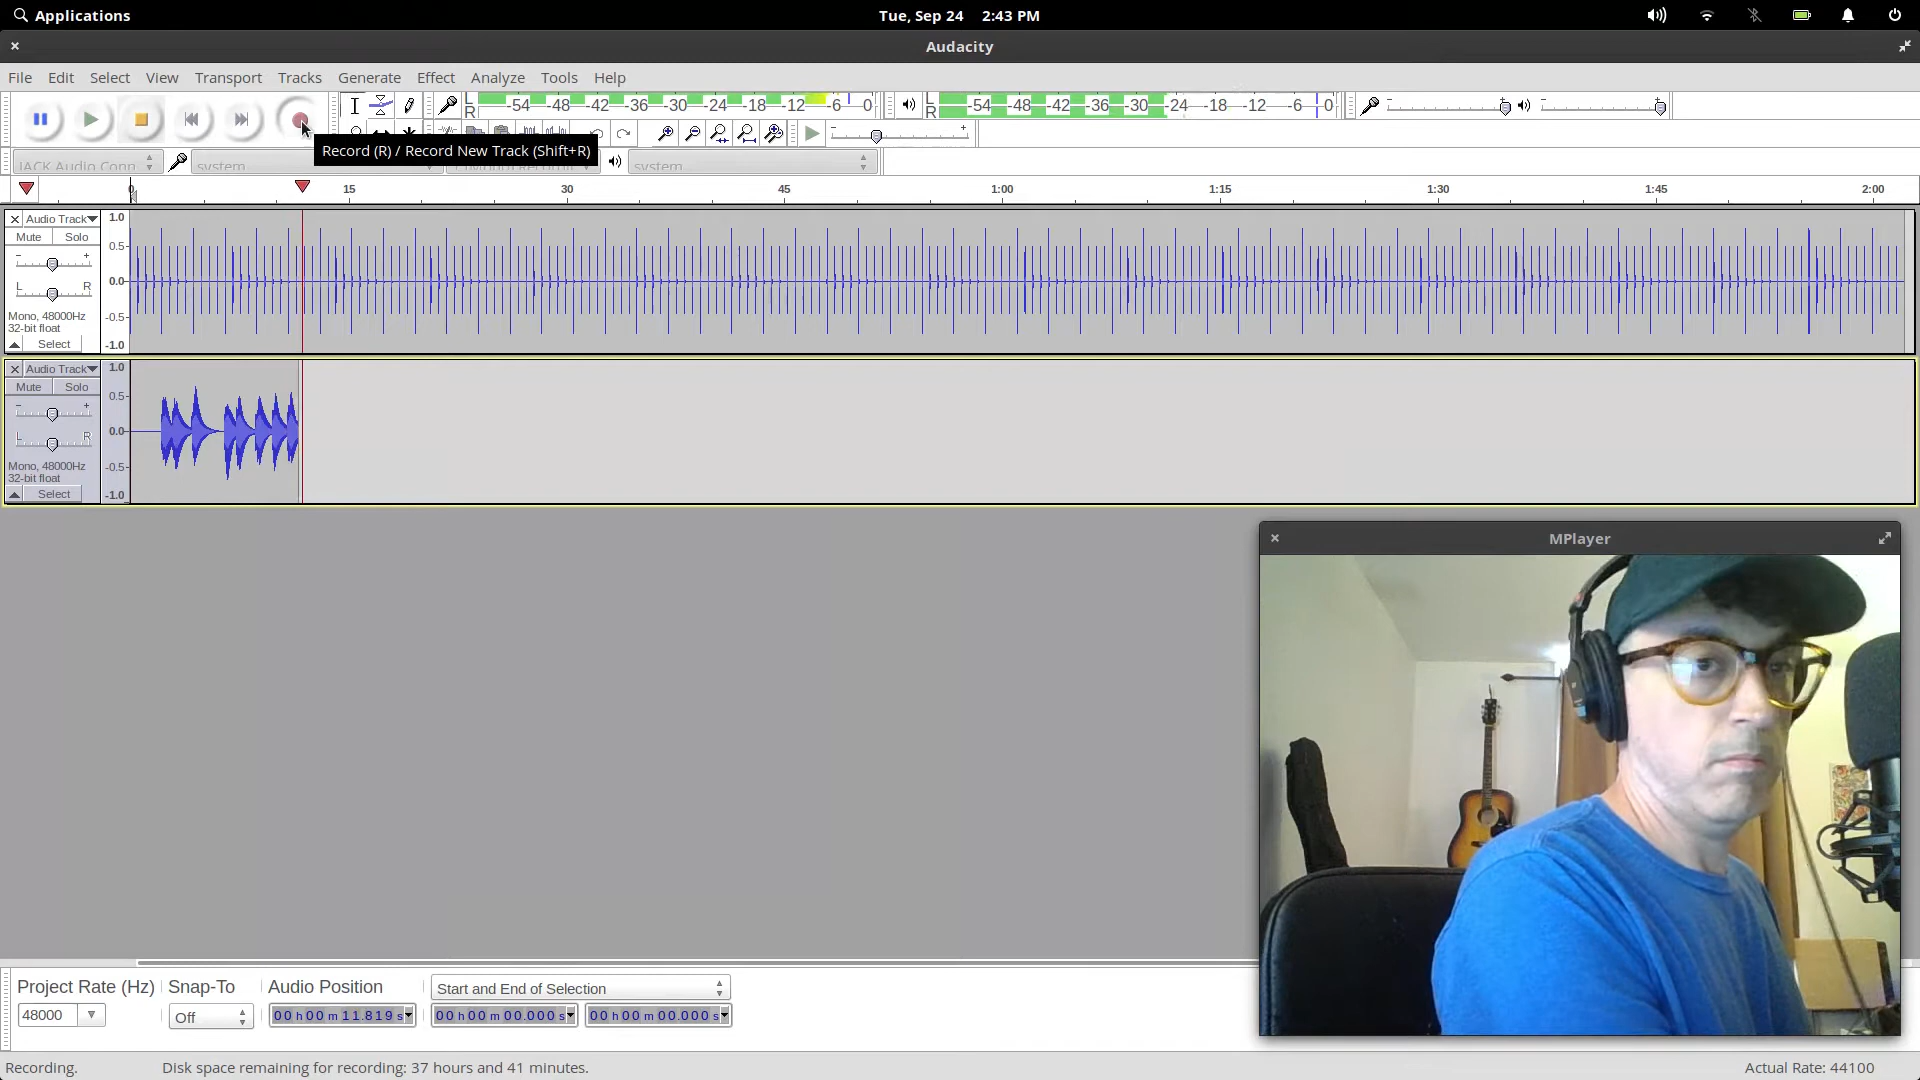 Applications
Tue, Sep 24 2:43 PM
Audacity
File Edit Select View Transport Tracks Generate Effect Analyze Tools Help
L
R
-54 -48 -42 -36 -30 -24 -18 -12 -6 0
L
R
-54 -48 -42 -36 -30 -24 -18 -12 -6 0
Record (R) / Record New Track (Shift+R)
JACK Audio Conn
system
system
0 15 30 45 1:00 1:15 1:30 1:45 2:00
Audio Track
Mute Solo
- +
L R
Mono, 48000Hz
32-bit float
Select
1.0
0.5
0.0
-0.5
-1.0
Audio Track
Mute Solo
- +
L R
Mono, 48000Hz
32-bit float
Select
1.0
0.5
0.0
-0.5
-1.0
MPlayer
Project Rate (Hz) Snap-To Audio Position Start and End of Selection
48000 Off 00 h 00 m 11.819 s 00 h 00 m 00.000 s 00 h 00 m 00.000 s
Recording. Disk space remaining for recording: 37 hours and 41 minutes. Actual Rate: 44100